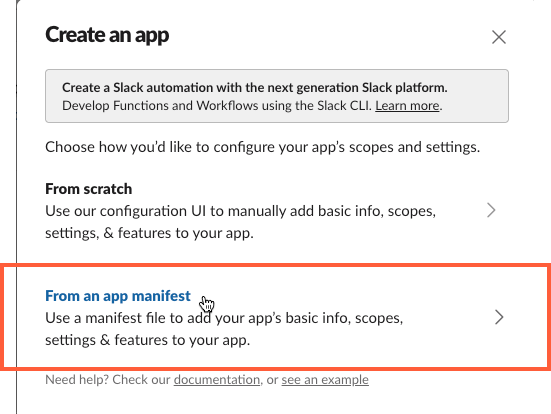 Create an app
Create a Slack automation with the next generation Slack platform.
Develop Functions and Workflows using the Slack CLI. Learn more.
Choose how you'd like to configure your app's scopes and settings.
From scratch
Use our configuration UI to manually add basic info, scopes,
settings, & features to your app.
From an app manifest
Use a manifest file to add your app's basic info, scopes,
settings & features to your app.
Need help? Check our documentation, or see an example